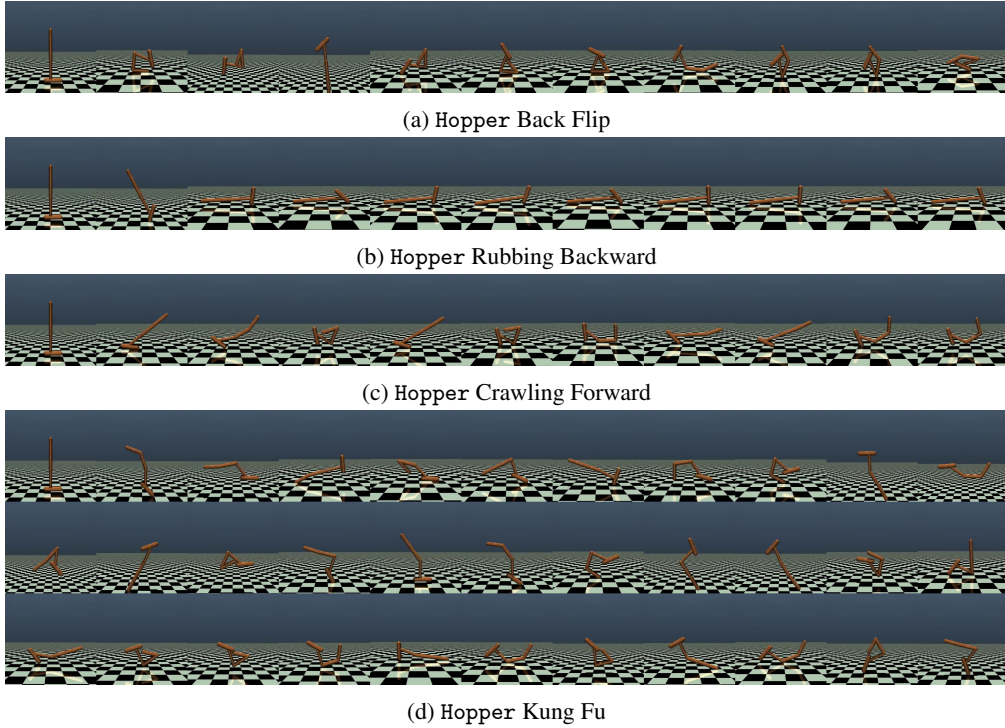 (a) Hopper Back Flip
(b) Hopper Rubbing Backward
(c) Hopper Crawling Forward
(d) Hopper Kung Fu